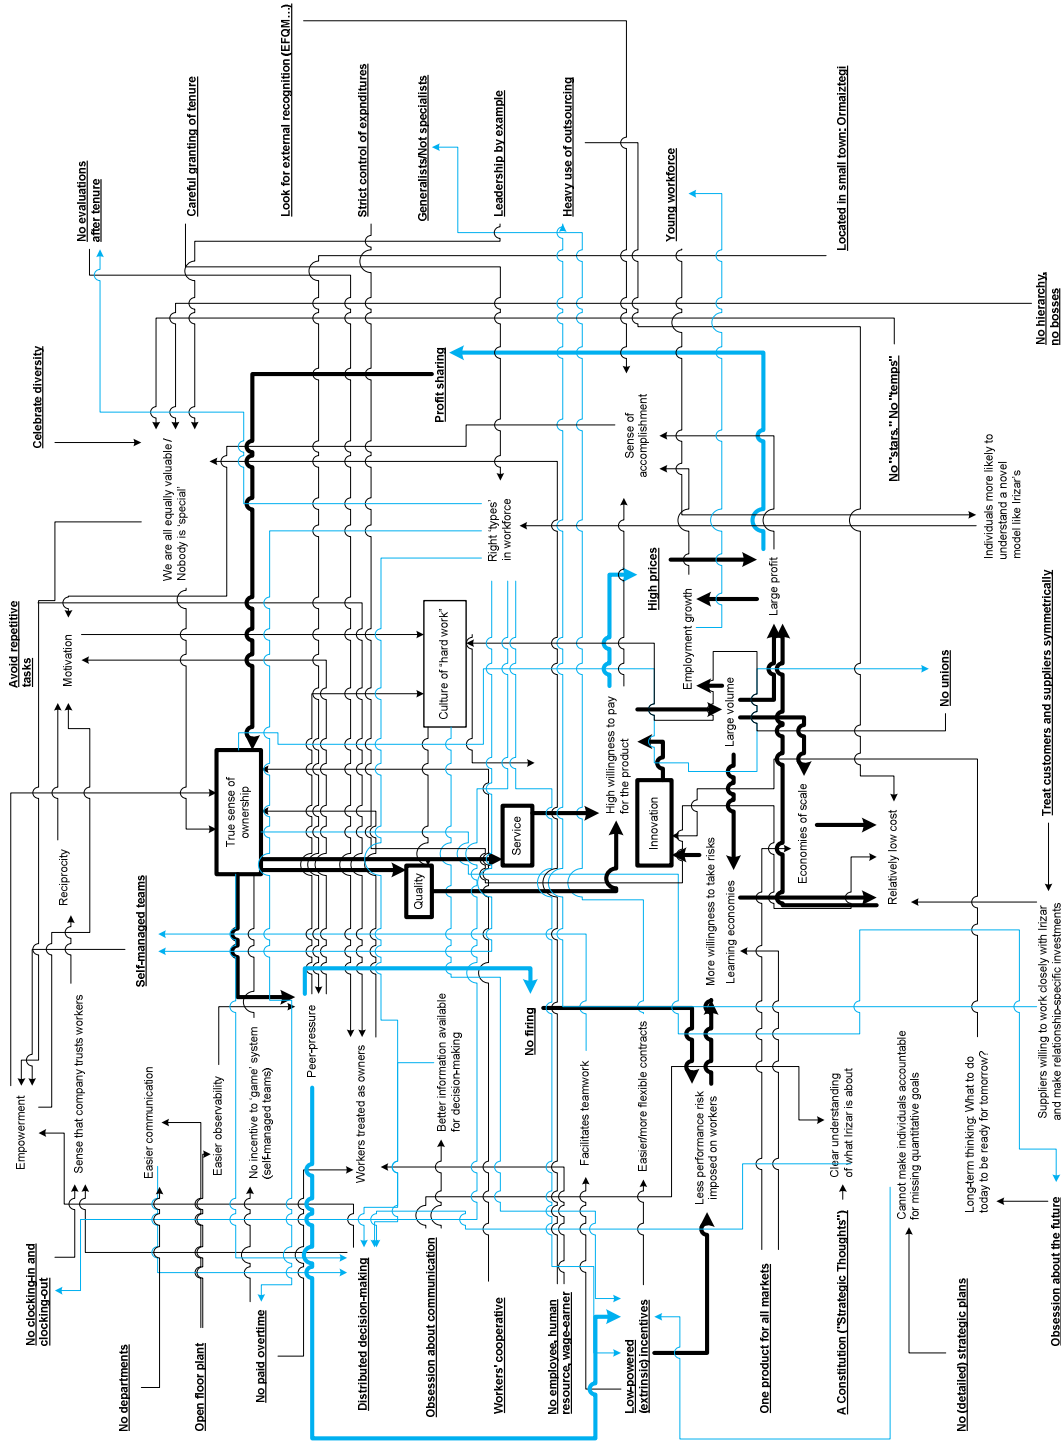 No clocking-in and
clocking-out
No departments
Open floor plant
No paid overtime
Distributed decision-making
Obsession about communication
Workers' cooperative
No employee, human
resource, wage-earner
Low-powered
(extrinsic) incentives
One product for all markets
A Constitution ("Strategic Thoughts")
No (detailed) strategic plans
Obsession about the future
Empowerment
Sense that company trusts workers
Easier communication
Easier observability
No incentive to 'game' system
(self-managed teams)
Peer-pressure
Workers treated as owners
Better information available
for decision-making
No firing
Facilitates teamwork
Easier/more flexible contracts
Less performance risk
imposed on workers
Clear understanding
of what Irizar is about
Cannot make individuals accountable
for missing quantitative goals
Long-term thinking: What to do
today to be ready for tomorrow?
Suppliers willing to work closely with Irizar
and make relationship-specific investments
Reciprocity
Self-managed teams
True sense of
ownership
Quality
Service
Innovation
More willingness to take risks
Learning economies
Economies of scale
Relatively low cost
Treat customers and suppliers symmetrically
Avoid repetitive
tasks
Motivation
Culture of "hard work"
High willingness to pay
for the product
Employment growth
Large volume
Large profit
No unions
We are all equally valuable /
Nobody is 'special'
Right 'types'
in workforce
High prices
Individuals more likely to
understand a novel
model like Irizar's
Celebrate diversity
Profit sharing
Sense of
accomplishment
No "stars," No "temps"
No hierarchy,
no bosses
No evaluations
after tenure
Careful granting of tenure
Look for external recognition (EFQM…)
Strict control of expnditures
Generalists/Not specialists
Leadership by example
Heavy use of outsourcing
Young workforce
Located in small town: Ormaiztegi